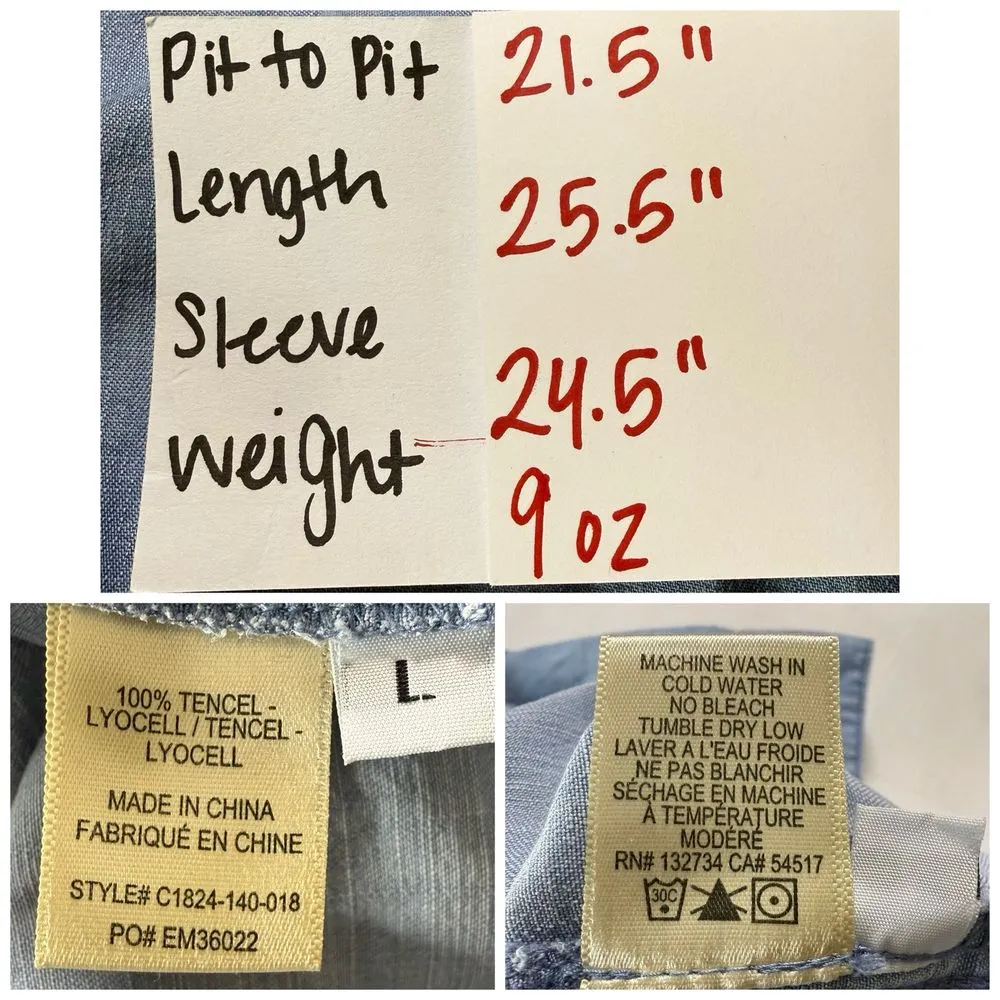 Pit to Pit 21.5"
Length 25.5"
Sleeve 24.5"
Weight 9 oz
100% TENCEL -
LYOCELL / TENCEL -
LYOCELL
MADE IN CHINA
FABRIQUÉ EN CHINE
STYLE# C1824-140-018
PO# EM36022
L
MACHINE WASH IN
COLD WATER
NO BLEACH
TUMBLE DRY LOW
LAVER A L'EAU FROIDE
NE PAS BLANCHIR
SÉCHAGE EN MACHINE
À TEMPÉRATURE
MODÉRÉ
RN# 132734 CA# 54517
30C